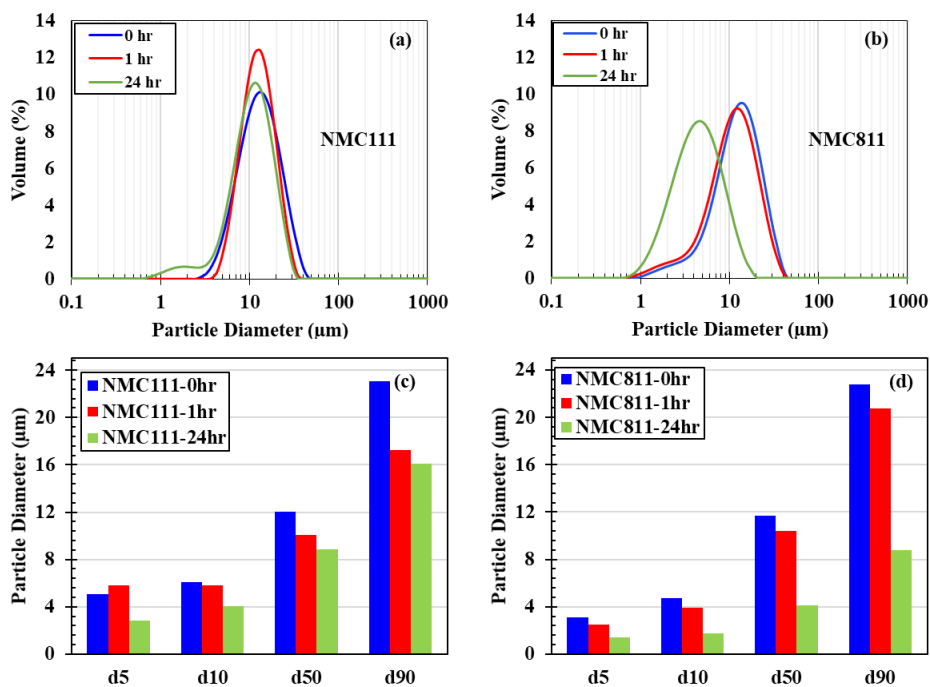 14
12
10
8
6
4
2
0
Volume (%)
0 hr
1 hr
24 hr
(a)
NMC111
0.1
1
10
100
1000
Particle Diameter (µm)
14
12
10
8
6
4
2
0
Volume (%)
0 hr
1 hr
24 hr
(b)
NMC811
0.1
1
10
100
1000
Particle Diameter (µm)
24
20
16
12
8
4
0
Particle Diameter (µm)
NMC111-0hr
NMC111-1hr
NMC111-24hr
(c)
d5
d10
d50
d90
24
20
16
12
8
4
0
Particle Diameter (µm)
NMC811-0hr
NMC811-1hr
NMC811-24hr
(d)
d5
d10
d50
d90